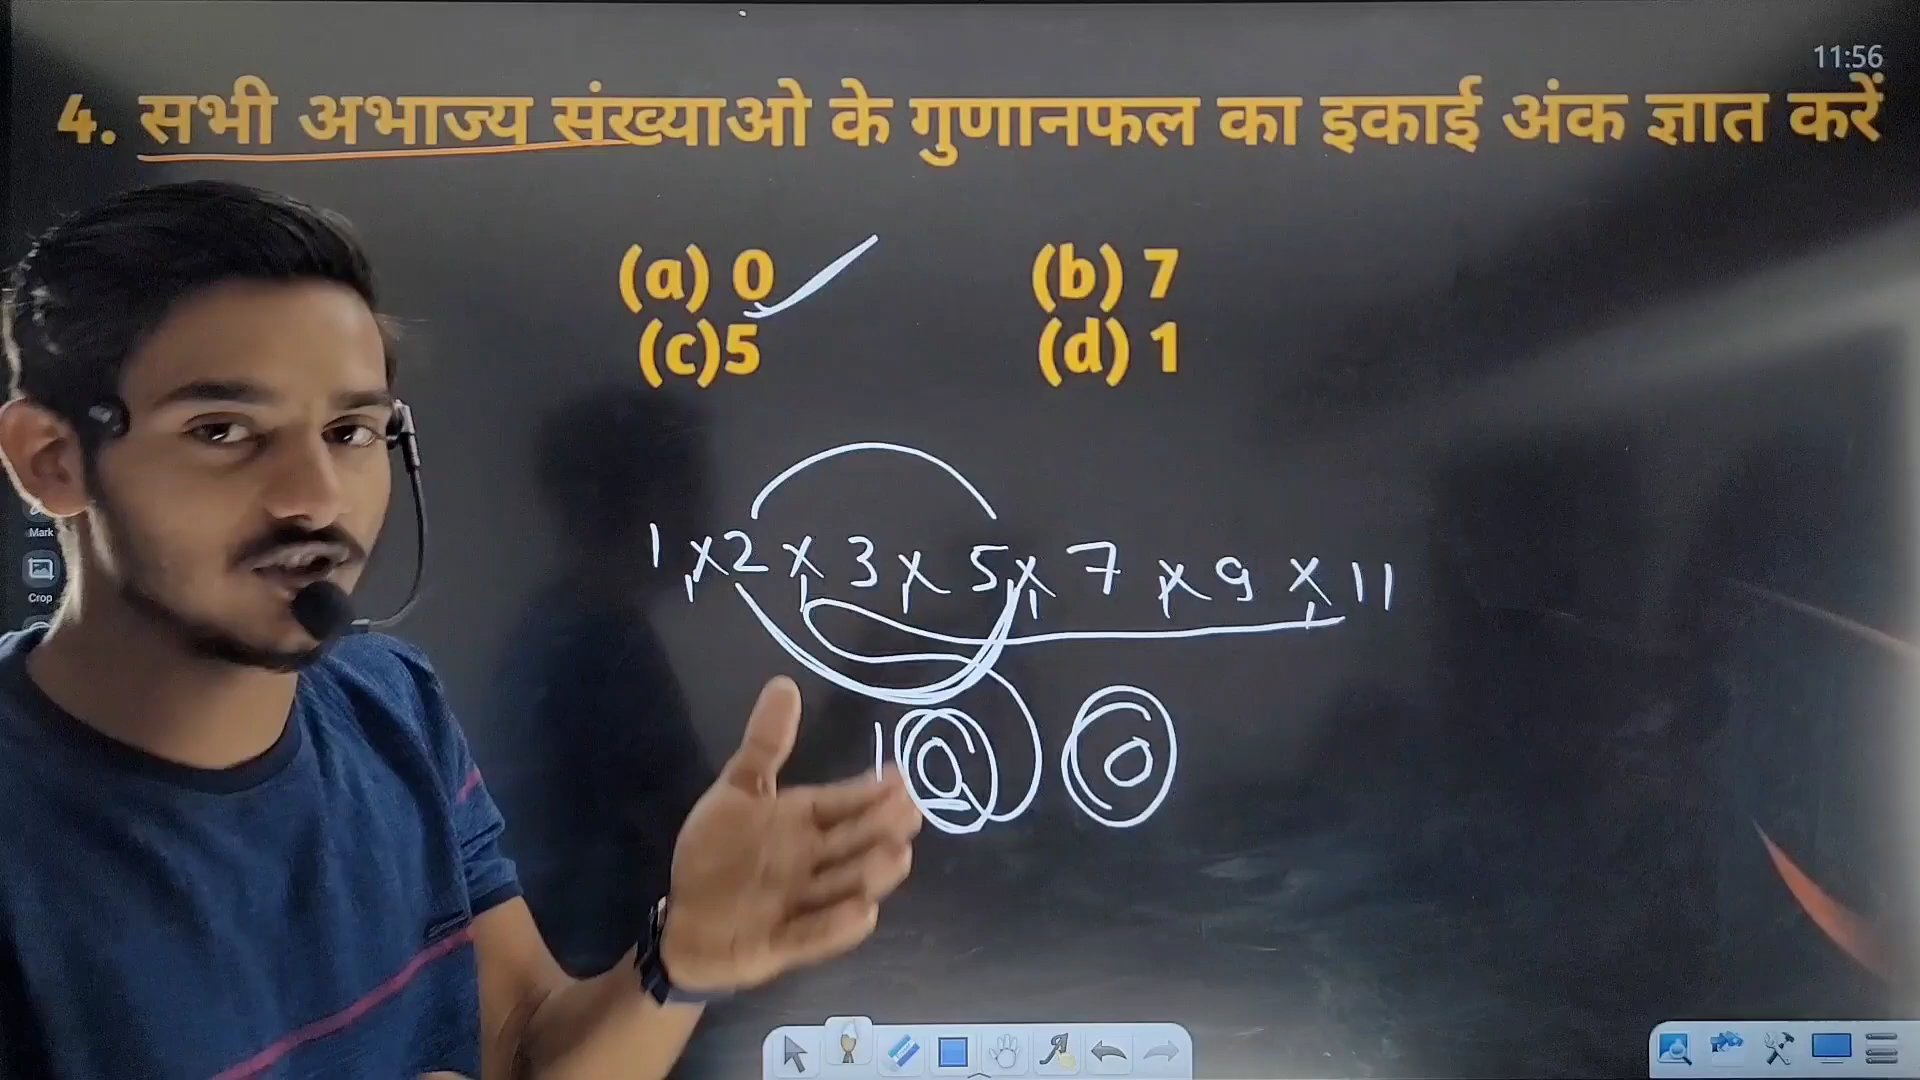 11:56
4. सभी अभाज्य संख्याओ के गुणानफल का इकाई अंक ज्ञात करें
(a) 0 (b) 7
(c)5 (d) 1
1 x 2 x 3 x 5 x 7 x 9 x 11
10 0
Mark
Crop